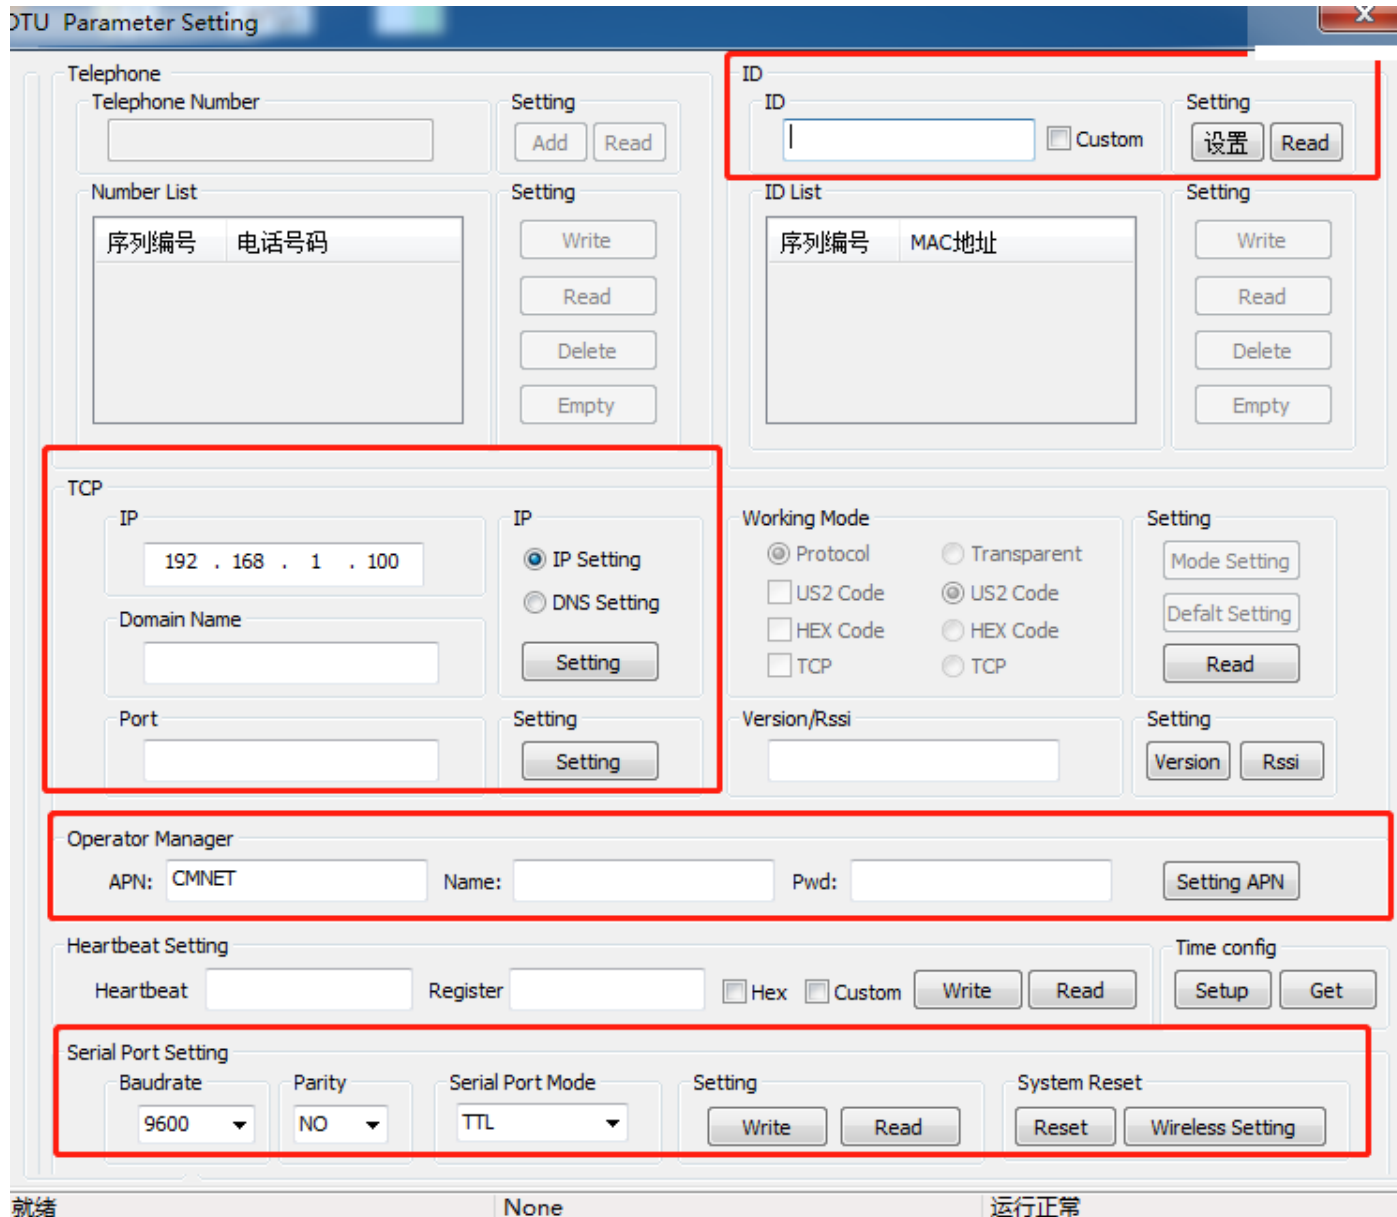 DTU Parameter Setting
Telephone
Telephone Number
Setting
Add
Read
Number List
序列编号
电话号码
Setting
Write
Read
Delete
Empty
ID
ID
Custom
Setting
设置
Read
ID List
序列编号
MAC地址
Setting
Write
Read
Delete
Empty
TCP
IP
192 . 168 . 1 . 100
IP
IP Setting
DNS Setting
Setting
Domain Name
Port
Setting
Setting
Working Mode
Protocol
Transparent
US2 Code
US2 Code
HEX Code
HEX Code
TCP
TCP
Setting
Mode Setting
Defalt Setting
Read
Version/Rssi
Setting
Version
Rssi
Operator Manager
APN: CMNET
Name:
Pwd:
Setting APN
Heartbeat Setting
Heartbeat
Register
Hex
Custom
Write
Read
Time config
Setup
Get
Serial Port Setting
Baudrate
9600
Parity
NO
Serial Port Mode
TTL
Setting
Write
Read
System Reset
Reset
Wireless Setting
就绪
None
运行正常